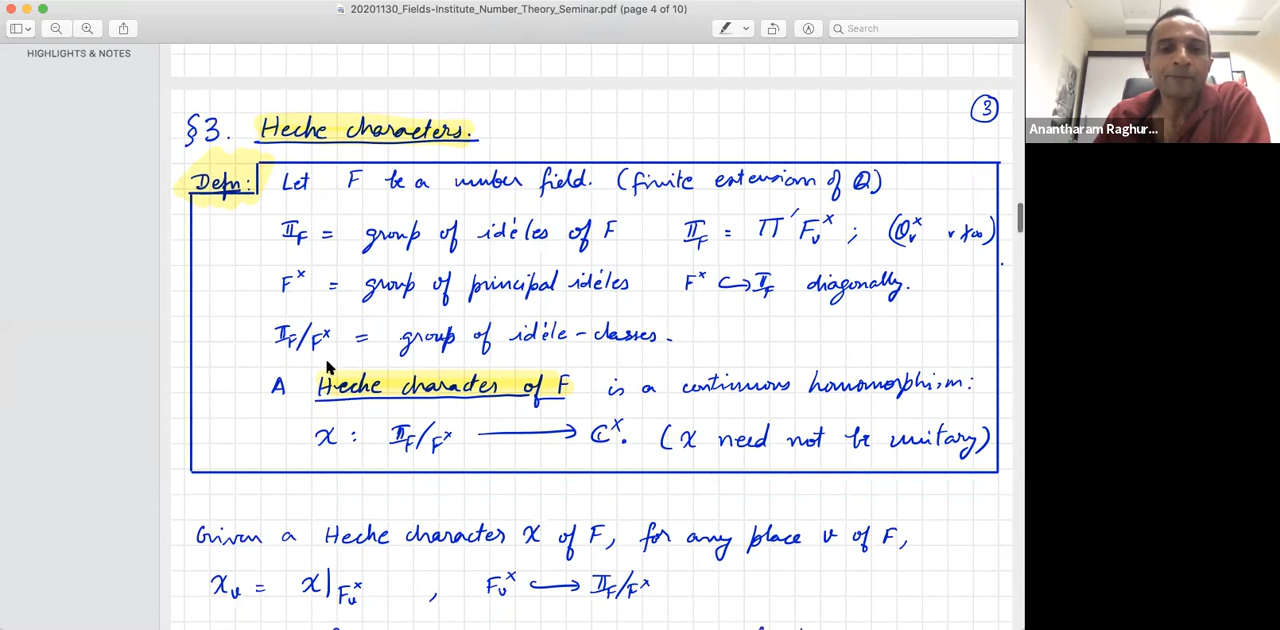 20201130_Fields-Institute_Number_Theory_Seminar.pdf (page 4 of 10)
Search
HIGHLIGHTS & NOTES
Anantharam Raghur...
3
§3. Hecke characters.
Defn: Let F be a number field. (finite extension of ℚ)
𝕀_F = group of idèles of F 𝕀_F = ∏′ F_v^× ; (O_v^× v∤∞)
F^× = group of principal idèles F^× ↪ 𝕀_F diagonally.
𝕀_F/F^× = group of idèle-classes.
A Hecke character of F is a continuous homomorphism:
χ : 𝕀_F/F^× ⟶ ℂ^×. (χ need not be unitary)
Given a Hecke character χ of F, for any place v of F,
χ_v = χ|_{F_v^×} , F_v^× ↪ 𝕀_F/F^×